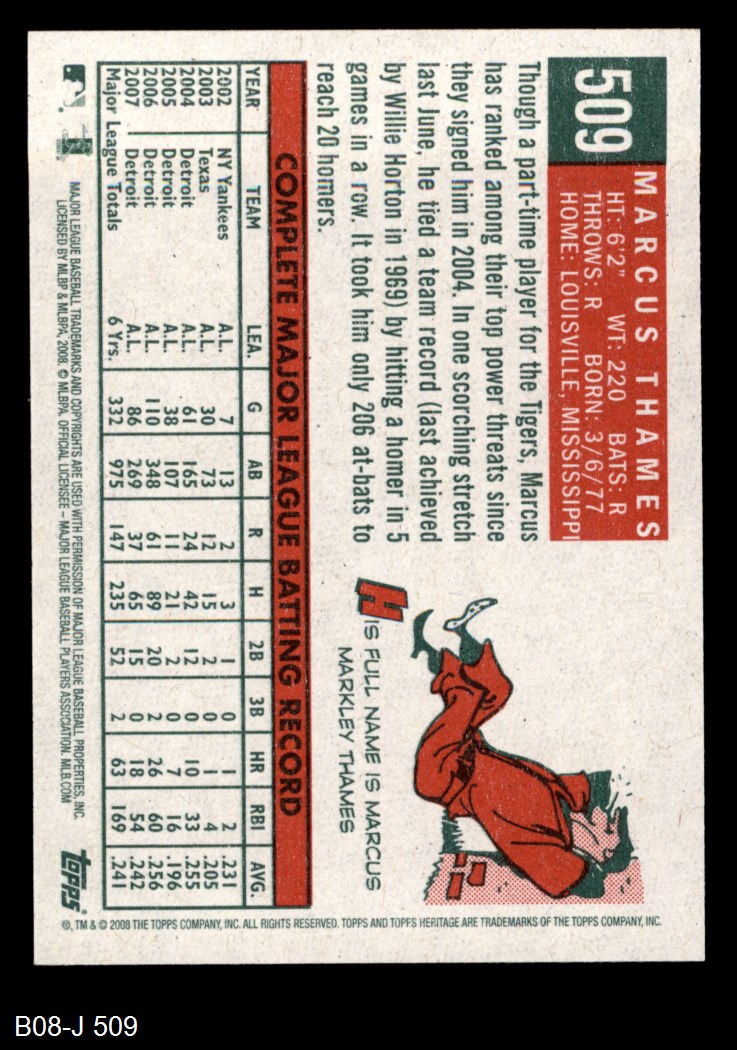 509
MARCUS THAMES
HT: 6'2" WT: 220 BATS: R
THROWS: R BORN: 3/6/77
HOME: LOUISVILLE, MISSISSIPPI
Though a part-time player for the Tigers, Marcus
has ranked among their top power threats since
they signed him in 2004. In one scorching stretch
last June, he tied a team record (last achieved
by Willie Horton in 1969) by hitting a homer in 5
games in a row. It took him only 206 at-bats to
reach 20 homers.
HIS FULL NAME IS MARCUS
MARKLEY THAMES
COMPLETE MAJOR LEAGUE BATTING RECORD
YEAR TEAM LEA. G AB R H 2B 3B HR RBI AVG.
2002 NY Yankees A.L. 7 13 2 3 1 0 1 2 .231
2003 Texas A.L. 30 73 12 15 2 0 1 4 .205
2004 Detroit A.L. 61 165 24 42 12 0 10 33 .255
2005 Detroit A.L. 38 107 11 21 2 0 7 16 .196
2006 Detroit A.L. 110 348 61 89 20 2 26 60 .256
2007 Detroit A.L. 86 269 37 65 15 0 18 54 .242
Major League Totals 6 Yrs. 332 975 147 235 52 2 63 169 .241
MAJOR LEAGUE BASEBALL TRADEMARKS AND COPYRIGHTS ARE USED WITH PERMISSION OF MAJOR LEAGUE BASEBALL PROPERTIES, INC.
LICENSED BY MLBP & MLBPA, 2008. © MLBPA. OFFICIAL LICENSEE – MAJOR LEAGUE BASEBALL PLAYERS ASSOCIATION. MLB.COM
TOPPS
®, TM & © 2008 THE TOPPS COMPANY, INC. ALL RIGHTS RESERVED. TOPPS AND TOPPS HERITAGE ARE TRADEMARKS OF THE TOPPS COMPANY, INC.
B08-J 509